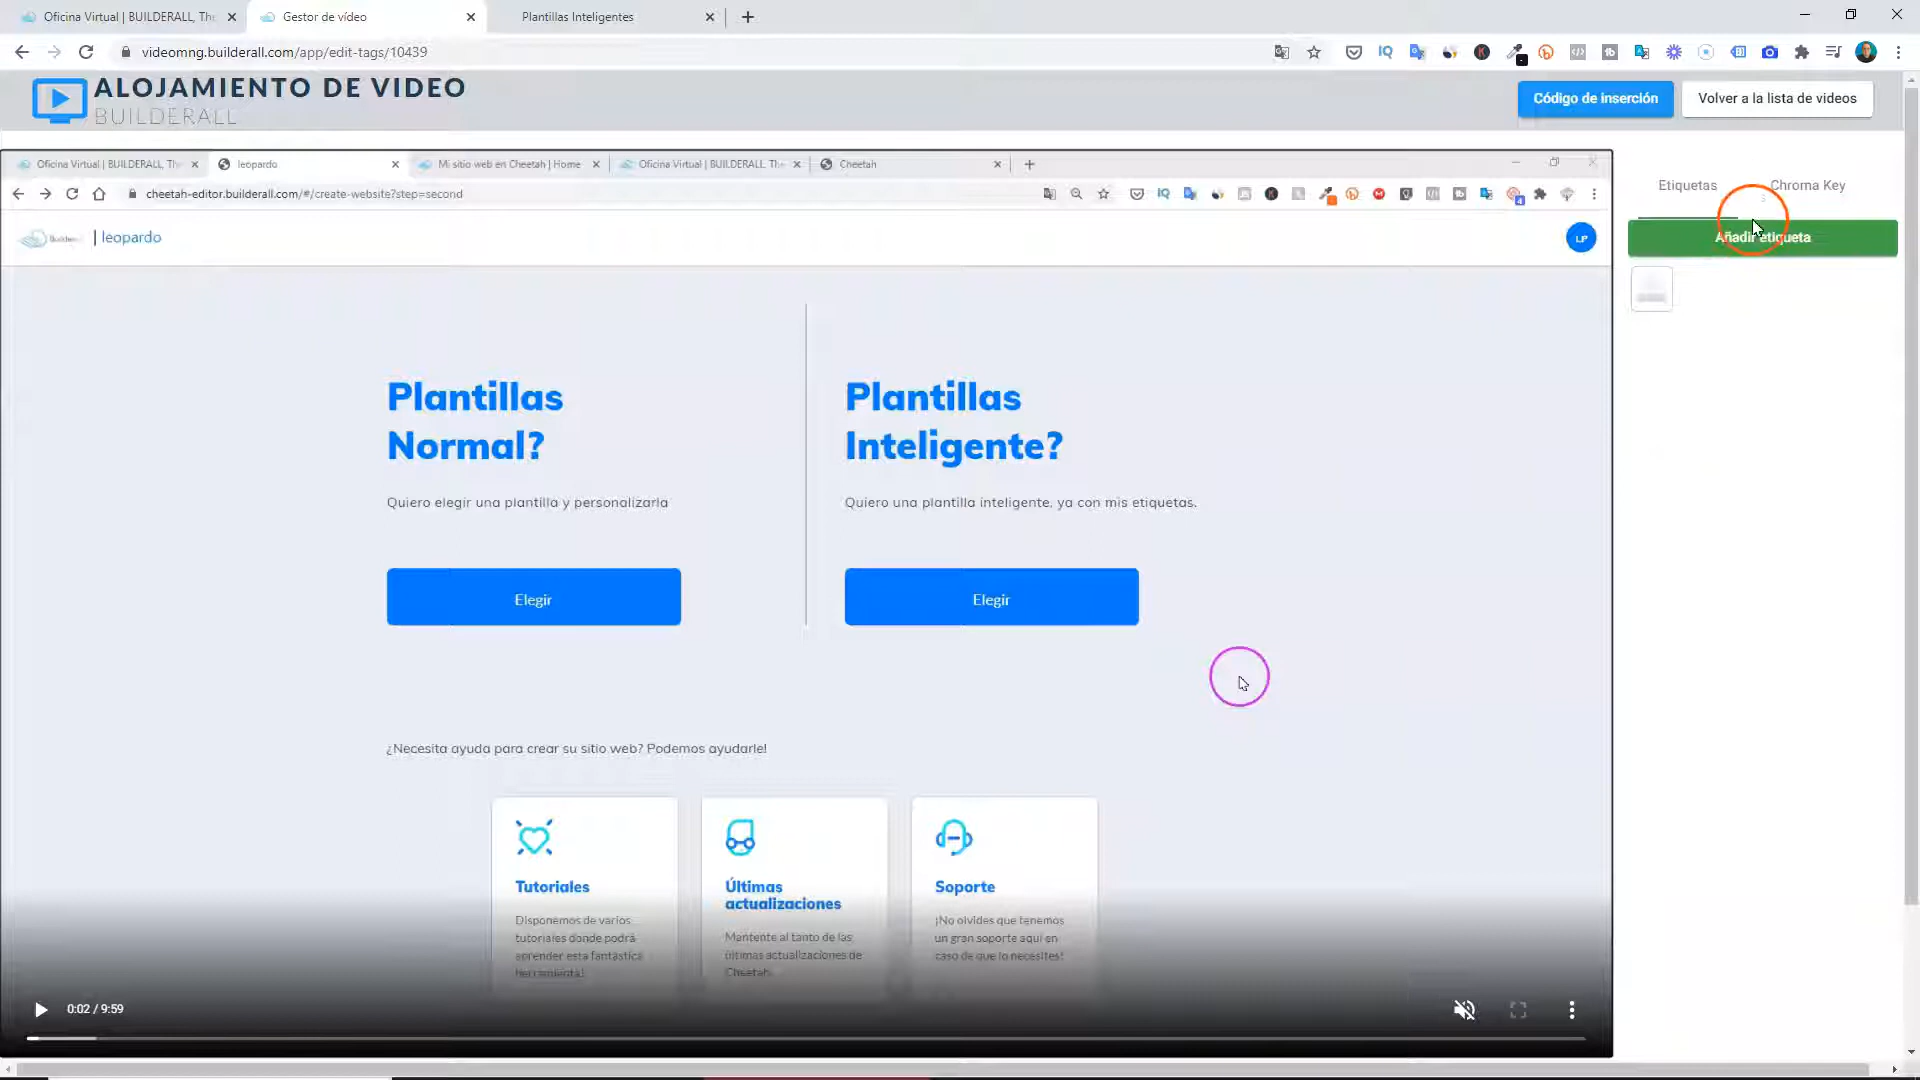 Oficina Virtual | BUILDERALL, Th
Gestor de vídeo
Plantillas Inteligentes
videomng.builderall.com/app/edit-tags/10439
ALOJAMIENTO DE VIDEO
BUILDERALL
Código de inserción
Volver a la lista de videos
Oficina Virtual | BUILDERALL, Th
leopardo
Mi sitio web en Cheetah | Home
Oficina Virtual | BUILDERALL, Th
Cheetah
cheetah-editor.builderall.com/#/create-website?step=second
Etiquetas
Chroma Key
Añadir etiqueta
| leopardo
LP
Plantillas
Normal?
Plantillas
Inteligente?
Quiero elegir una plantilla y personalizarla
Quiero una plantilla inteligente, ya con mis etiquetas.
Elegir
Elegir
¿Necesita ayuda para crear su sitio web? Podemos ayudarle!
Tutoriales
Disponemos de varios
tutoriales donde podrá
aprender esta fantástica
herramienta!
Últimas
actualizaciones
Mantente al tanto de las
últimas actualizaciones de
Cheetah.
Soporte
¡No olvides que tenemos
un gran soporte aquí en
caso de que lo necesites!
0:02 / 9:59